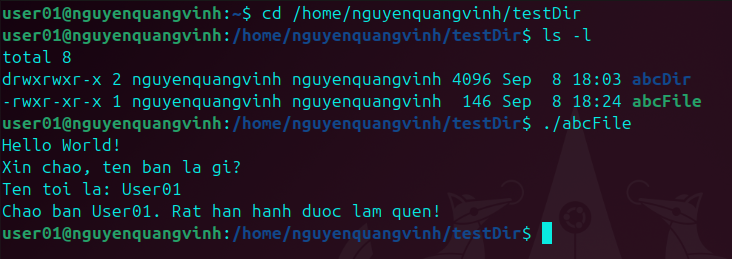 user01@nguyenquangvinh:~$ cd /home/nguyenquangvinh/testDir
user01@nguyenquangvinh:/home/nguyenquangvinh/testDir$ ls -l
total 8
drwxrwxr-x 2 nguyenquangvinh nguyenquangvinh 4096 Sep  8 18:03 abcDir
-rwxr-xr-x 1 nguyenquangvinh nguyenquangvinh  146 Sep  8 18:24 abcFile
user01@nguyenquangvinh:/home/nguyenquangvinh/testDir$ ./abcFile
Hello World!
Xin chao, ten ban la gi?
Ten toi la: User01
Chao ban User01. Rat han hanh duoc lam quen!
user01@nguyenquangvinh:/home/nguyenquangvinh/testDir$